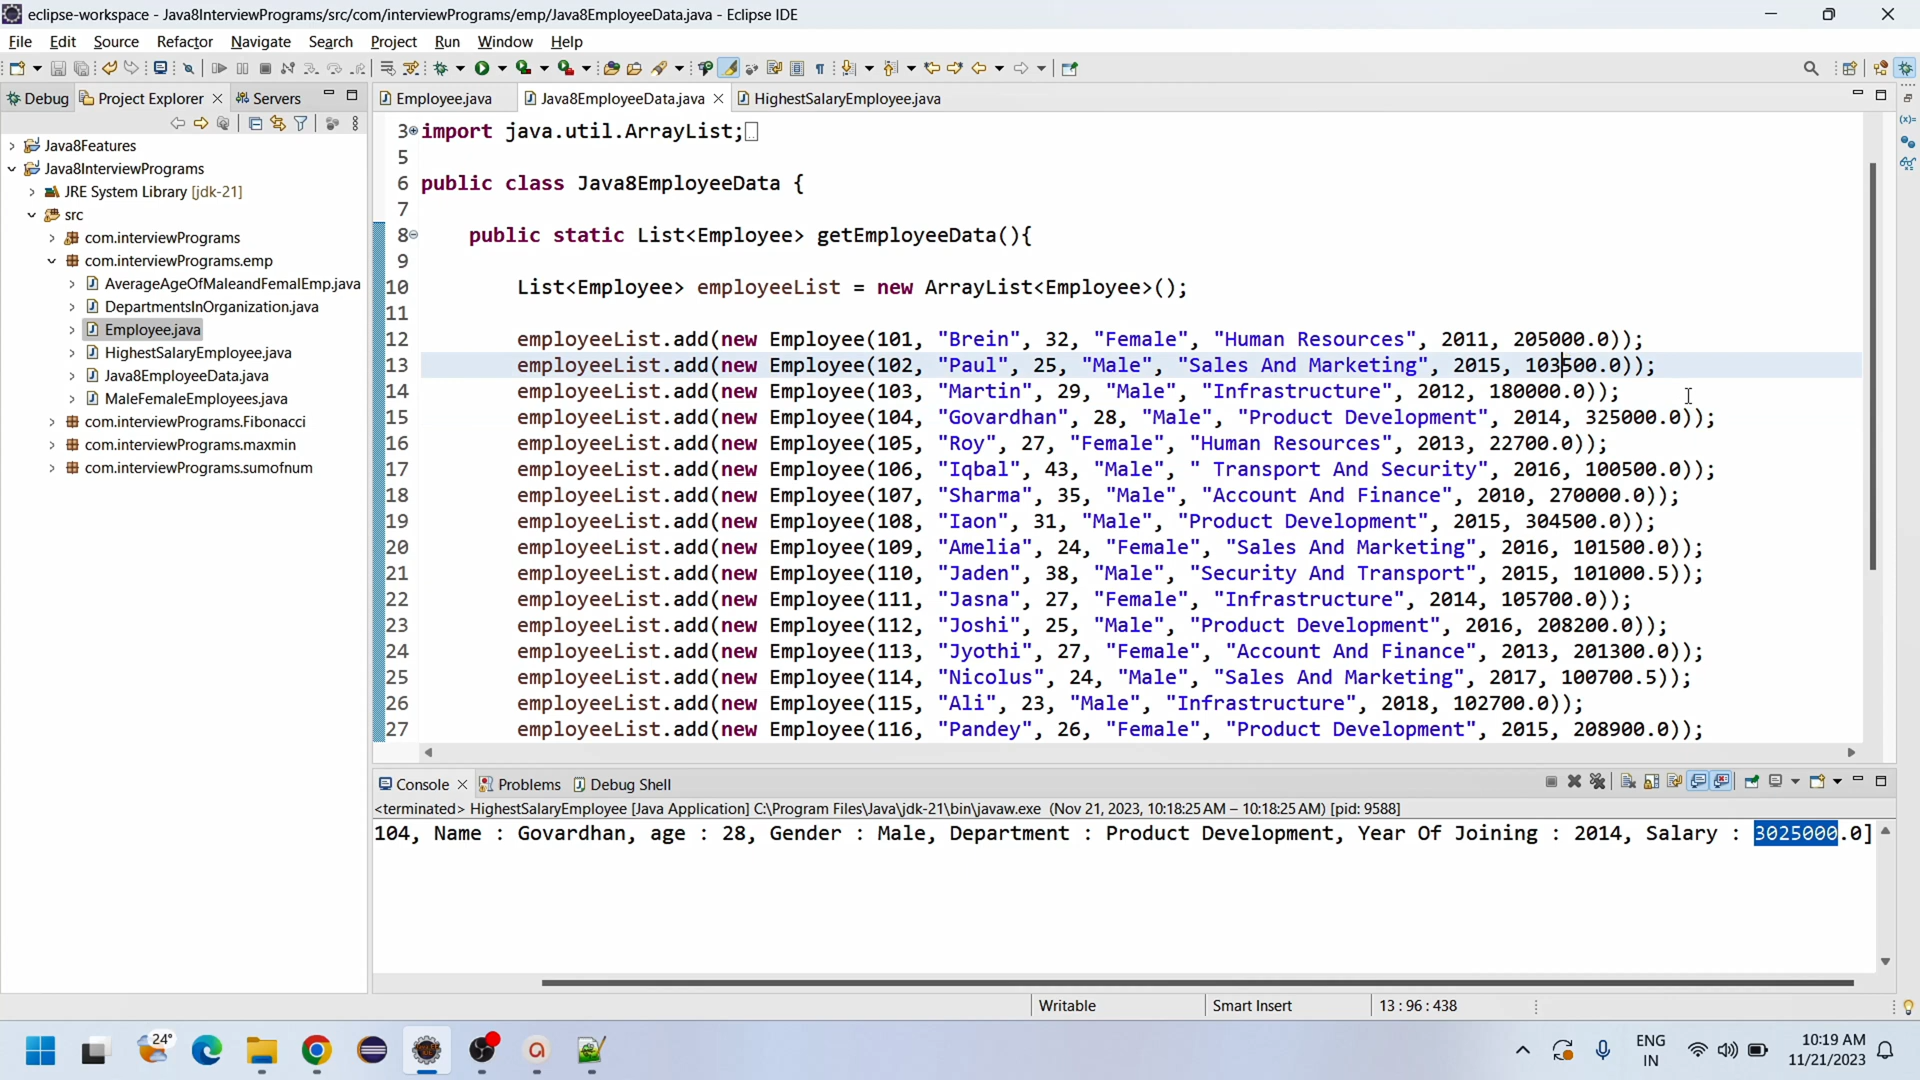 eclipse-workspace - Java8InterviewPrograms/src/com/interviewPrograms/emp/Java8EmployeeData.java - Eclipse IDE
File Edit Source Refactor Navigate Search Project Run Window Help
Debug Project Explorer Servers
Employee.java Java8EmployeeData.java HighestSalaryEmployee.java
Java8Features
Java8InterviewPrograms
JRE System Library [jdk-21]
src
com.interviewPrograms
com.interviewPrograms.emp
AverageAgeOfMaleandFemalEmp.java
DepartmentsInOrganization.java
Employee.java
HighestSalaryEmployee.java
Java8EmployeeData.java
MaleFemaleEmployees.java
com.interviewPrograms.Fibonacci
com.interviewPrograms.maxmin
com.interviewPrograms.sumofnum
3 import java.util.ArrayList;
5
6 public class Java8EmployeeData {
7
8 public static List<Employee> getEmployeeData(){
9
10 List<Employee> employeeList = new ArrayList<Employee>();
11
12 employeeList.add(new Employee(101, "Brein", 32, "Female", "Human Resources", 2011, 205000.0));
13 employeeList.add(new Employee(102, "Paul", 25, "Male", "Sales And Marketing", 2015, 103500.0));
14 employeeList.add(new Employee(103, "Martin", 29, "Male", "Infrastructure", 2012, 180000.0));
15 employeeList.add(new Employee(104, "Govardhan", 28, "Male", "Product Development", 2014, 325000.0));
16 employeeList.add(new Employee(105, "Roy", 27, "Female", "Human Resources", 2013, 22700.0));
17 employeeList.add(new Employee(106, "Iqbal", 43, "Male", " Transport And Security", 2016, 100500.0));
18 employeeList.add(new Employee(107, "Sharma", 35, "Male", "Account And Finance", 2010, 270000.0));
19 employeeList.add(new Employee(108, "Iaon", 31, "Male", "Product Development", 2015, 304500.0));
20 employeeList.add(new Employee(109, "Amelia", 24, "Female", "Sales And Marketing", 2016, 101500.0));
21 employeeList.add(new Employee(110, "Jaden", 38, "Male", "Security And Transport", 2015, 101000.5));
22 employeeList.add(new Employee(111, "Jasna", 27, "Female", "Infrastructure", 2014, 105700.0));
23 employeeList.add(new Employee(112, "Joshi", 25, "Male", "Product Development", 2016, 208200.0));
24 employeeList.add(new Employee(113, "Jyothi", 27, "Female", "Account And Finance", 2013, 201300.0));
25 employeeList.add(new Employee(114, "Nicolus", 24, "Male", "Sales And Marketing", 2017, 100700.5));
26 employeeList.add(new Employee(115, "Ali", 23, "Male", "Infrastructure", 2018, 102700.0));
27 employeeList.add(new Employee(116, "Pandey", 26, "Female", "Product Development", 2015, 208900.0));
Console Problems Debug Shell
<terminated> HighestSalaryEmployee [Java Application] C:\Program Files\Java\jdk-21\bin\javaw.exe (Nov 21, 2023, 10:18:25 AM – 10:18:25 AM) [pid: 9588]
104, Name : Govardhan, age : 28, Gender : Male, Department : Product Development, Year Of Joining : 2014, Salary : 3025000.0]
Writable Smart Insert 13 : 96 : 438
24°
ENG
IN
10:19 AM
11/21/2023